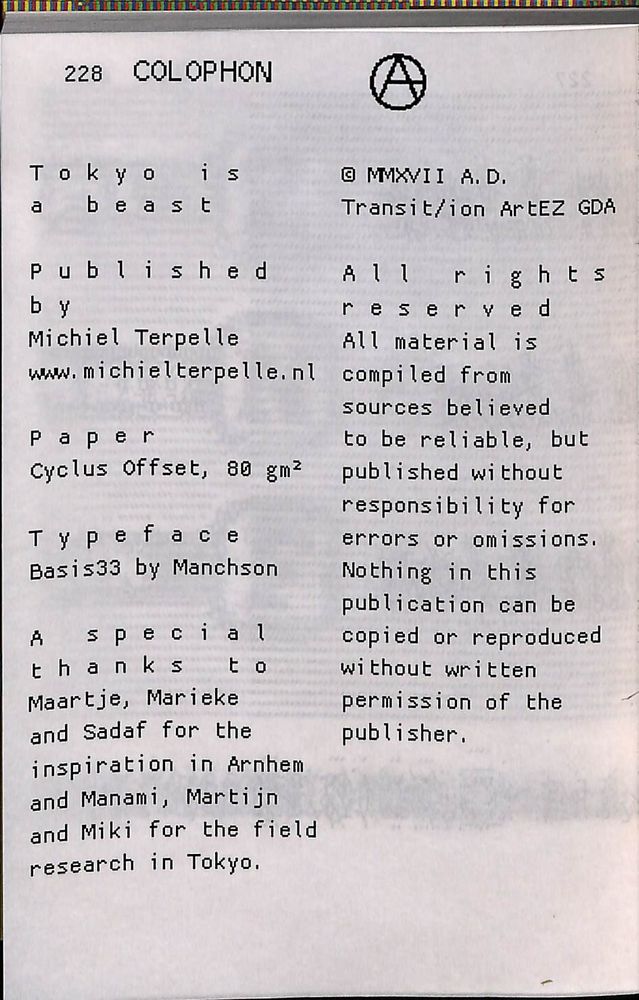 228 COLOPHON
Tokyo is
a beast
Published
by
Michiel Terpelle
www.michielterpelle.nl
Paper
Cyclus Offset, 80 gm²
Typeface
Basis33 by Manchson
A special
thanks to
Maartje, Marieke
and Sadaf for the
inspiration in Arnhem
and Manami, Martijn
and Miki for the field
research in Tokyo.
© MMXVII A.D.
Transit/ion ArtEZ GDA
All rights
reserved
All material is
compiled from
sources believed
to be reliable, but
published without
responsibility for
errors or omissions.
Nothing in this
publication can be
copied or reproduced
without written
permission of the
publisher.